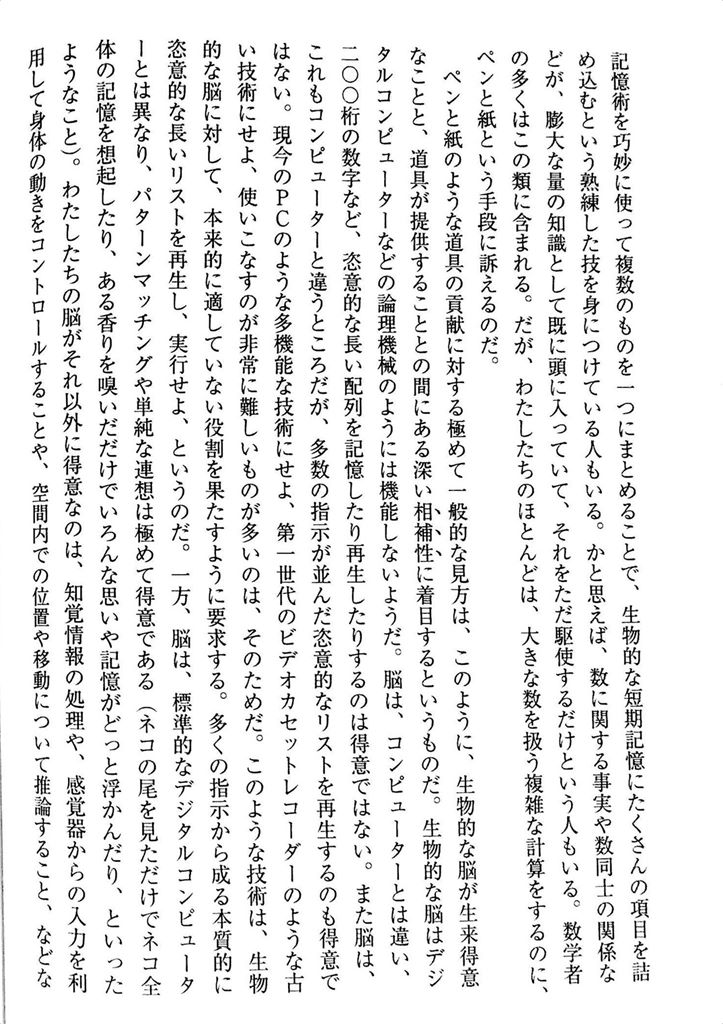 記憶術を巧妙に使って複数のものを一つにまとめることで、生物的な短期記憶にたくさんの項目を詰
め込むという熟練した技を身につけている人もいる。かと思えば、数に関する事実や数同士の関係な
どが、膨大な量の知識として既に頭に入っていて、それをただ駆使するだけという人もいる。数学者
の多くはこの類に含まれる。だが、わたしたちのほとんどは、大きな数を扱う複雑な計算をするのに、
ペンと紙という手段に訴えるのだ。
ペンと紙のような道具の貢献に対する極めて一般的な見方は、このように、生物的な脳が生来得意
なことと、道具が提供することとの間にある深い相補性に着目するというものだ。生物的な脳はデジ
タルコンピューターなどの論理機械のようには機能しないようだ。脳は、コンピューターとは違い、
二〇〇桁の数字など、恣意的な長い配列を記憶したり再生したりするのは得意ではない。また脳は、
これもコンピューターと違うところだが、多数の指示が並んだ恣意的なリストを再生するのも得意で
はない。現今のPCのような多機能な技術にせよ、第一世代のビデオカセットレコーダーのような古
い技術にせよ、使いこなすのが非常に難しいものが多いのは、そのためだ。このような技術は、生物
的な脳に対して、本来的に適していない役割を果たすように要求する。多くの指示から成る本質的に
恣意的な長いリストを再生し、実行せよ、というのだ。一方、脳は、標準的なデジタルコンピュータ
ーとは異なり、パターンマッチングや単純な連想は極めて得意である（ネコの尾を見ただけでネコ全
体の記憶を想起したり、ある香りを嗅いだだけでいろんな思いや記憶がどっと浮かんだり、といった
ようなこと）。わたしたちの脳がそれ以外に得意なのは、知覚情報の処理や、感覚器からの入力を利
用して身体の動きをコントロールすることや、空間内での位置や移動について推論すること、などな